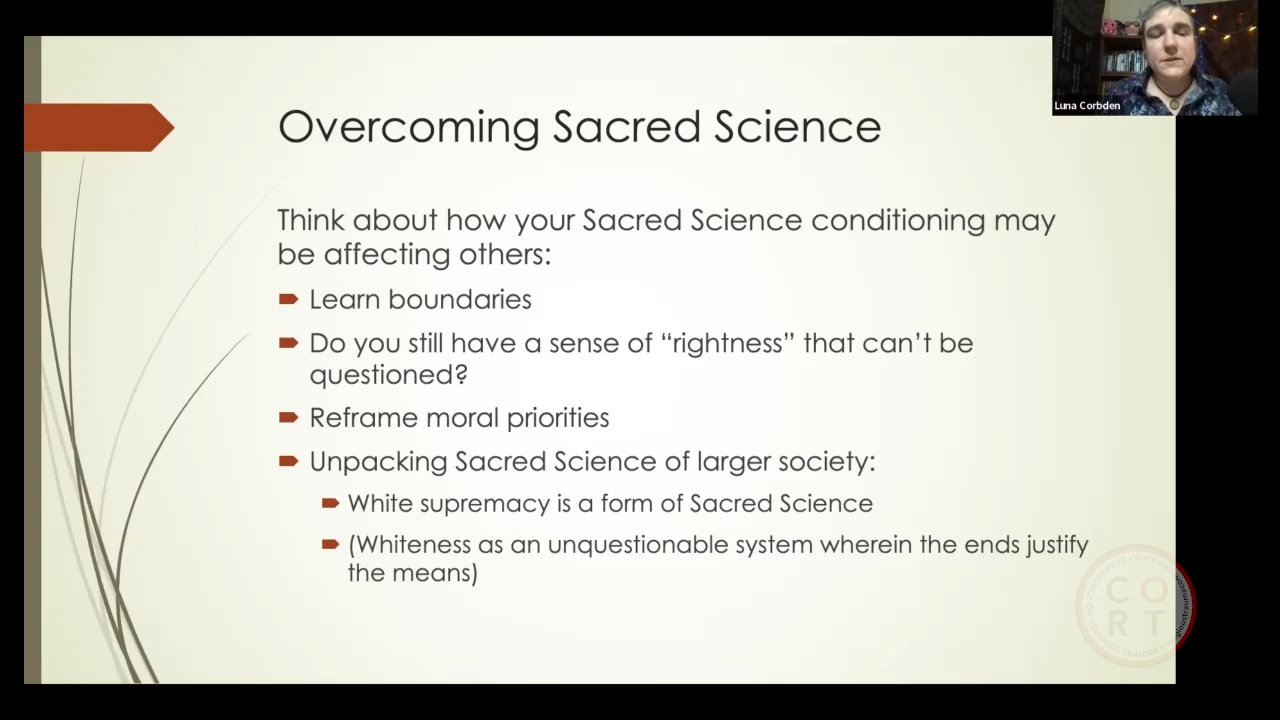 Luna Corbden
Overcoming Sacred Science
Think about how your Sacred Science conditioning may
be affecting others:
Learn boundaries
Do you still have a sense of “rightness” that can’t be
questioned?
Reframe moral priorities
Unpacking Sacred Science of larger society:
White supremacy is a form of Sacred Science
(Whiteness as an unquestionable system wherein the ends justify
the means)
CO
RT